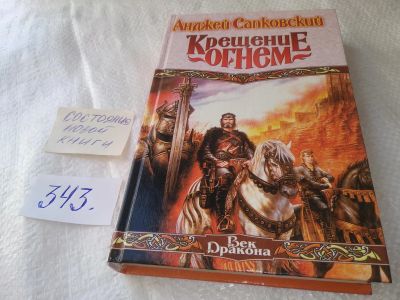 Анджей Сапковский
Крещение
огнем
Век
Дракона
состояние
новой
книги
343.